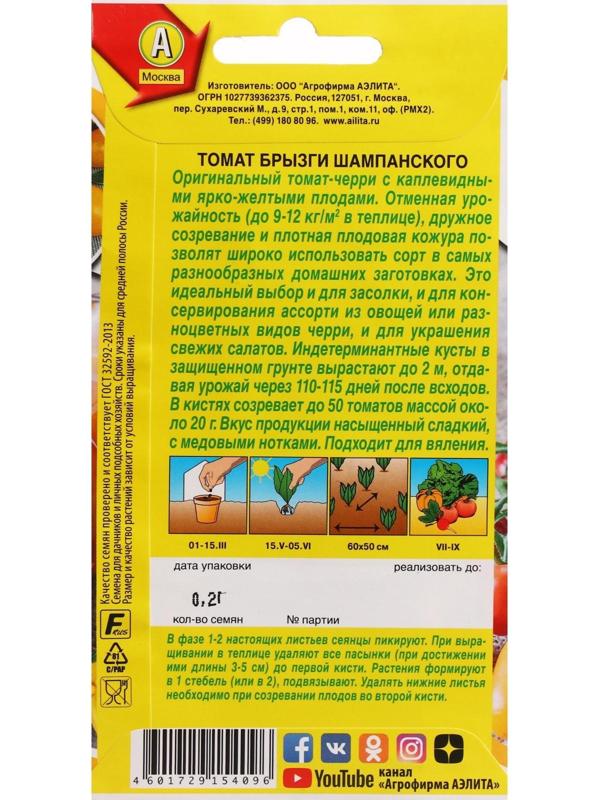 А
Москва
Изготовитель: ООО "Агрофирма АЭЛИТА".
ОГРН 1027739362375. Россия,127051, г. Москва,
пер. Сухаревский М., д.9, стр.1, пом.1, ком.11, оф. (РМХ2).
Тел.: (499) 180 80 96. www.ailita.ru
ТОМАТ БРЫЗГИ ШАМПАНСКОГО
Оригинальный томат-черри с каплевидны-
ми ярко-желтыми плодами. Отменная уро-
жайность (до 9-12 кг/м² в теплице), дружное
созревание и плотная плодовая кожура по-
зволят широко использовать сорт в самых
разнообразных домашних заготовках. Это
идеальный выбор и для засолки, и для кон-
сервирования ассорти из овощей или раз-
ноцветных видов черри, и для украшения
свежих салатов. Индетерминантные кусты в
защищенном грунте вырастают до 2 м, отда-
вая урожай через 110-115 дней после всходов.
В кистях созревает до 50 томатов массой око-
ло 20 г. Вкус продукции насыщенный сладкий,
с медовыми нотками. Подходит для вяления.
01-15.III
15.V-05.VI
60х50 см
VII-IX
дата упаковки
реализовать до:
0,2Г
кол-во семян
№ партии
В фазе 1-2 настоящих листьев сеянцы пикируют. При выра-
щивании в теплице удаляют все пасынки (при достижении
ими длины 3-5 см) до первой кисти. Растения формируют
в 1 стебель (или в 2), подвязывают. Удалять нижние листья
необходимо при созревании плодов во второй кисти.
Качество семян проверено и соответствует ГОСТ 32592-2013
Семена для дачников и личных подсобных хозяйств. Сроки указаны для средней полосы России.
Размер и качество растений зависят от условий выращивания.
81
C/PAP
4601729154096
YouTube
канал
«Агрофирма АЭЛИТА»